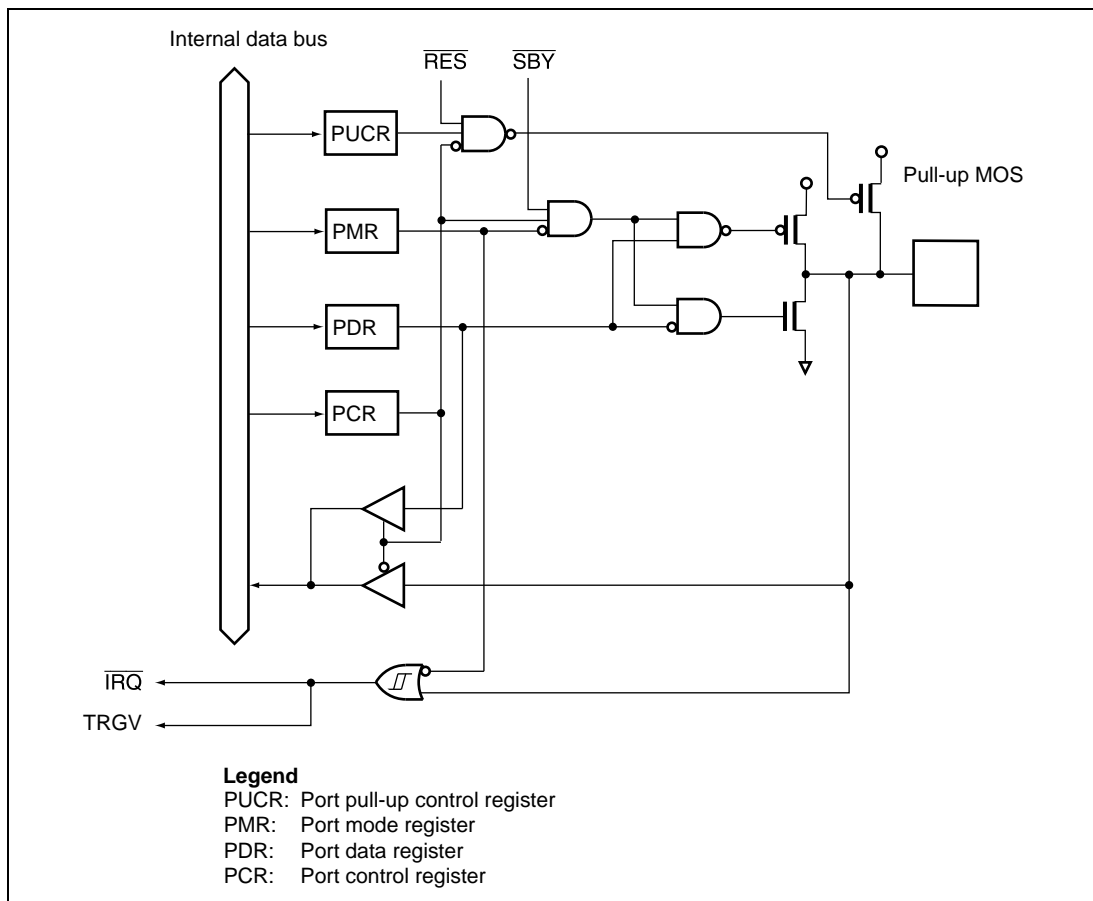 Internal data bus
RES
SBY
PUCR
Pull-up MOS
PMR
PDR
PCR
IRQ
TRGV
Legend
PUCR: Port pull-up control register
PMR: Port mode register
PDR: Port data register
PCR: Port control register